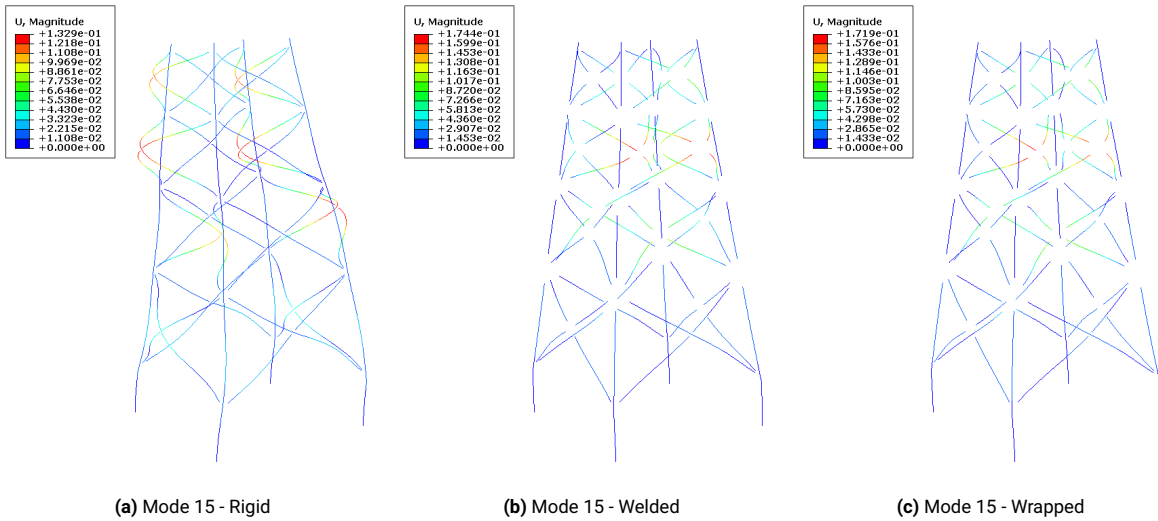 U, Magnitude
+1.329e-01
+1.218e-01
+1.108e-01
+9.969e-02
+8.861e-02
+7.753e-02
+6.646e-02
+5.538e-02
+4.430e-02
+3.323e-02
+2.215e-02
+1.108e-02
+0.000e+00
U, Magnitude
+1.744e-01
+1.599e-01
+1.453e-01
+1.308e-01
+1.163e-01
+1.017e-01
+8.720e-02
+7.266e-02
+5.813e-02
+4.360e-02
+2.907e-02
+1.453e-02
+0.000e+00
U, Magnitude
+1.719e-01
+1.576e-01
+1.433e-01
+1.289e-01
+1.146e-01
+1.003e-01
+8.595e-02
+7.163e-02
+5.730e-02
+4.298e-02
+2.865e-02
+1.433e-02
+0.000e+00
(a) Mode 15 - Rigid
(b) Mode 15 - Welded
(c) Mode 15 - Wrapped